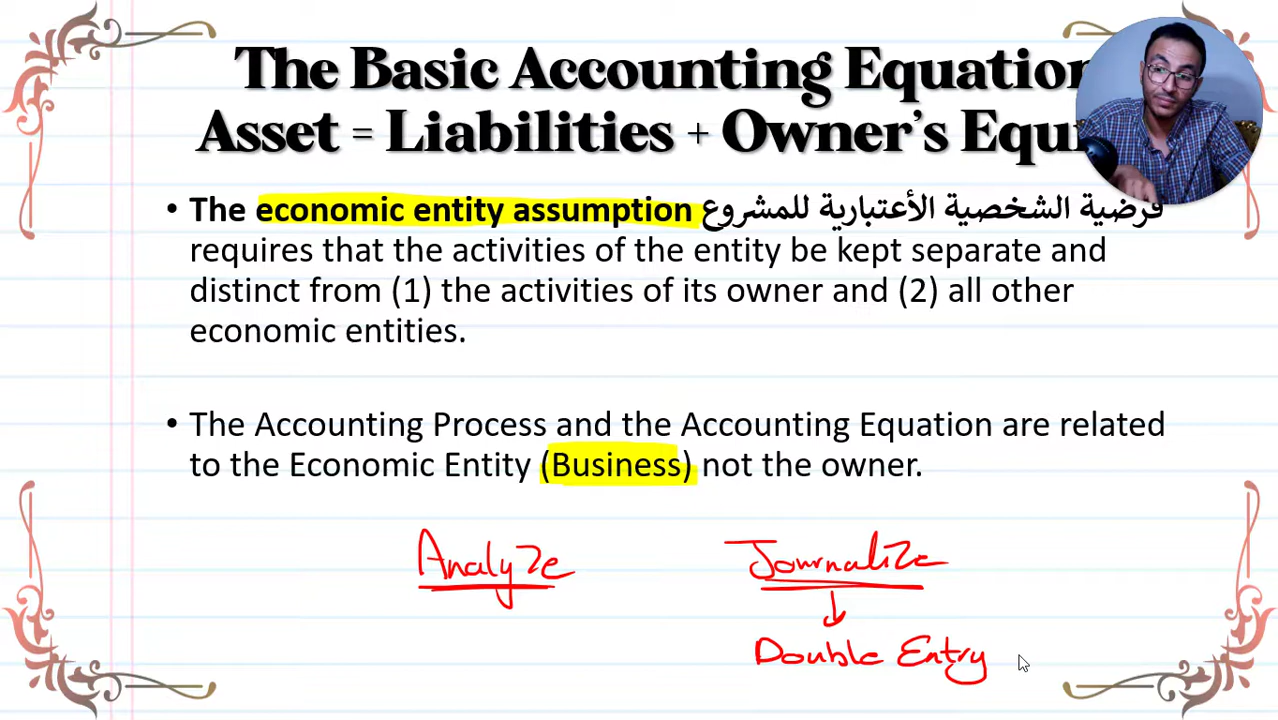 The Basic Accounting Equation
Asset = Liabilities + Owner's Equi
• The economic entity assumption فرضية الشخصية الأعتبارية للمشروع
requires that the activities of the entity be kept separate and
distinct from (1) the activities of its owner and (2) all other
economic entities.
• The Accounting Process and the Accounting Equation are related
to the Economic Entity (Business) not the owner.
Analyze Journalize
Double Entry